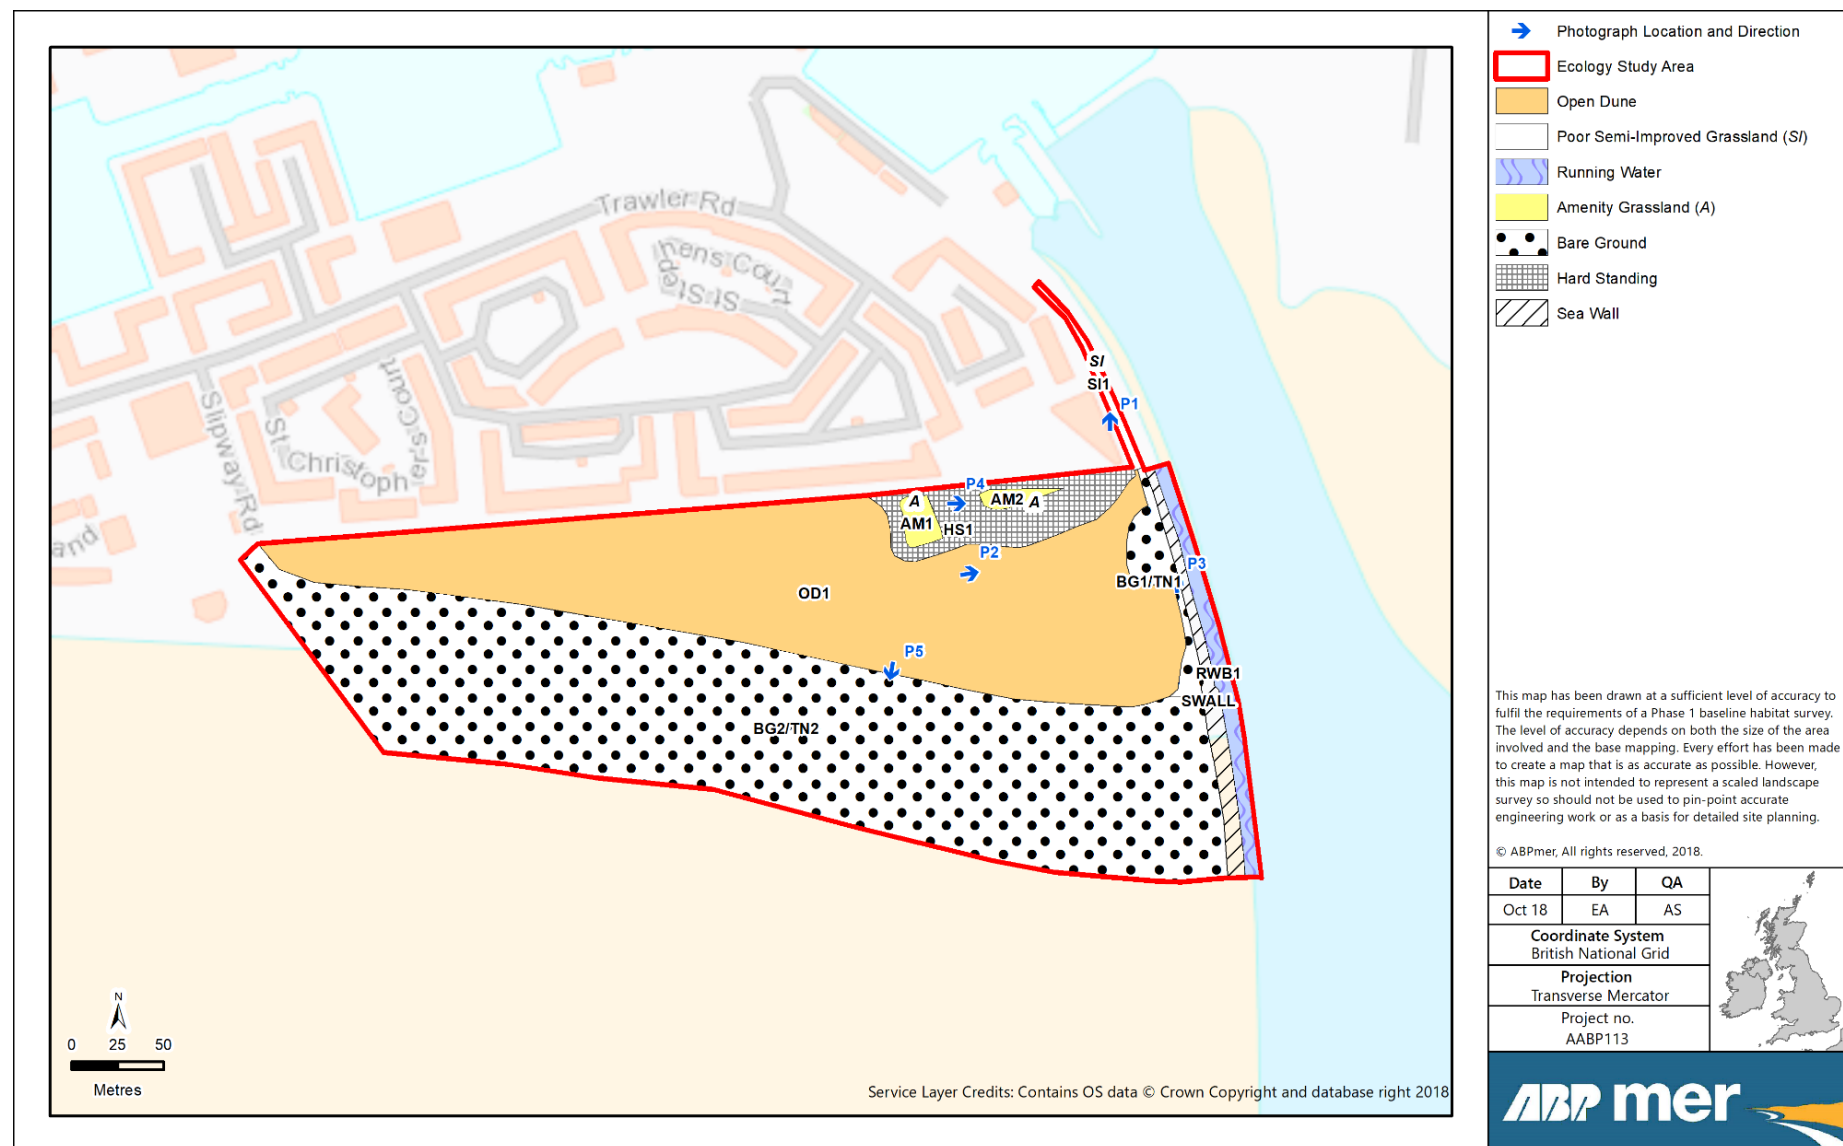 Trawler Rd
hens Court
St Step
St
Christoph
ers Court
Slipway Rd
and
SI
SI1
P1
P4
A
AM2
A
AM1
HS1
P2
P3
BG1/TN1
OD1
P5
RWB1
SWALL
BG2/TN2
N
0 25 50
Metres
Service Layer Credits: Contains OS data © Crown Copyright and database right 2018
Photograph Location and Direction
Ecology Study Area
Open Dune
Poor Semi-Improved Grassland (SI)
Running Water
Amenity Grassland (A)
Bare Ground
Hard Standing
Sea Wall
This map has been drawn at a sufficient level of accuracy to
fulfil the requirements of a Phase 1 baseline habitat survey.
The level of accuracy depends on both the size of the area
involved and the base mapping. Every effort has been made
to create a map that is as accurate as possible. However,
this map is not intended to represent a scaled landscape
survey so should not be used to pin-point accurate
engineering work or as a basis for detailed site planning.
© ABPmer, All rights reserved, 2018.
Date By QA
Oct 18 EA AS
Coordinate System
British National Grid
Projection
Transverse Mercator
Project no.
AABP113
ABP mer